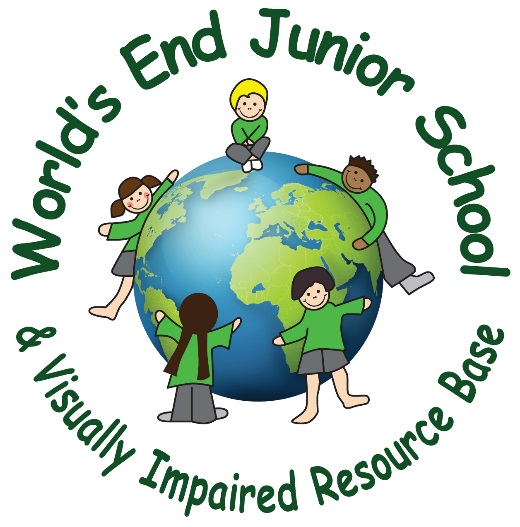 World's End Junior School
& Visually Impaired Resource Base